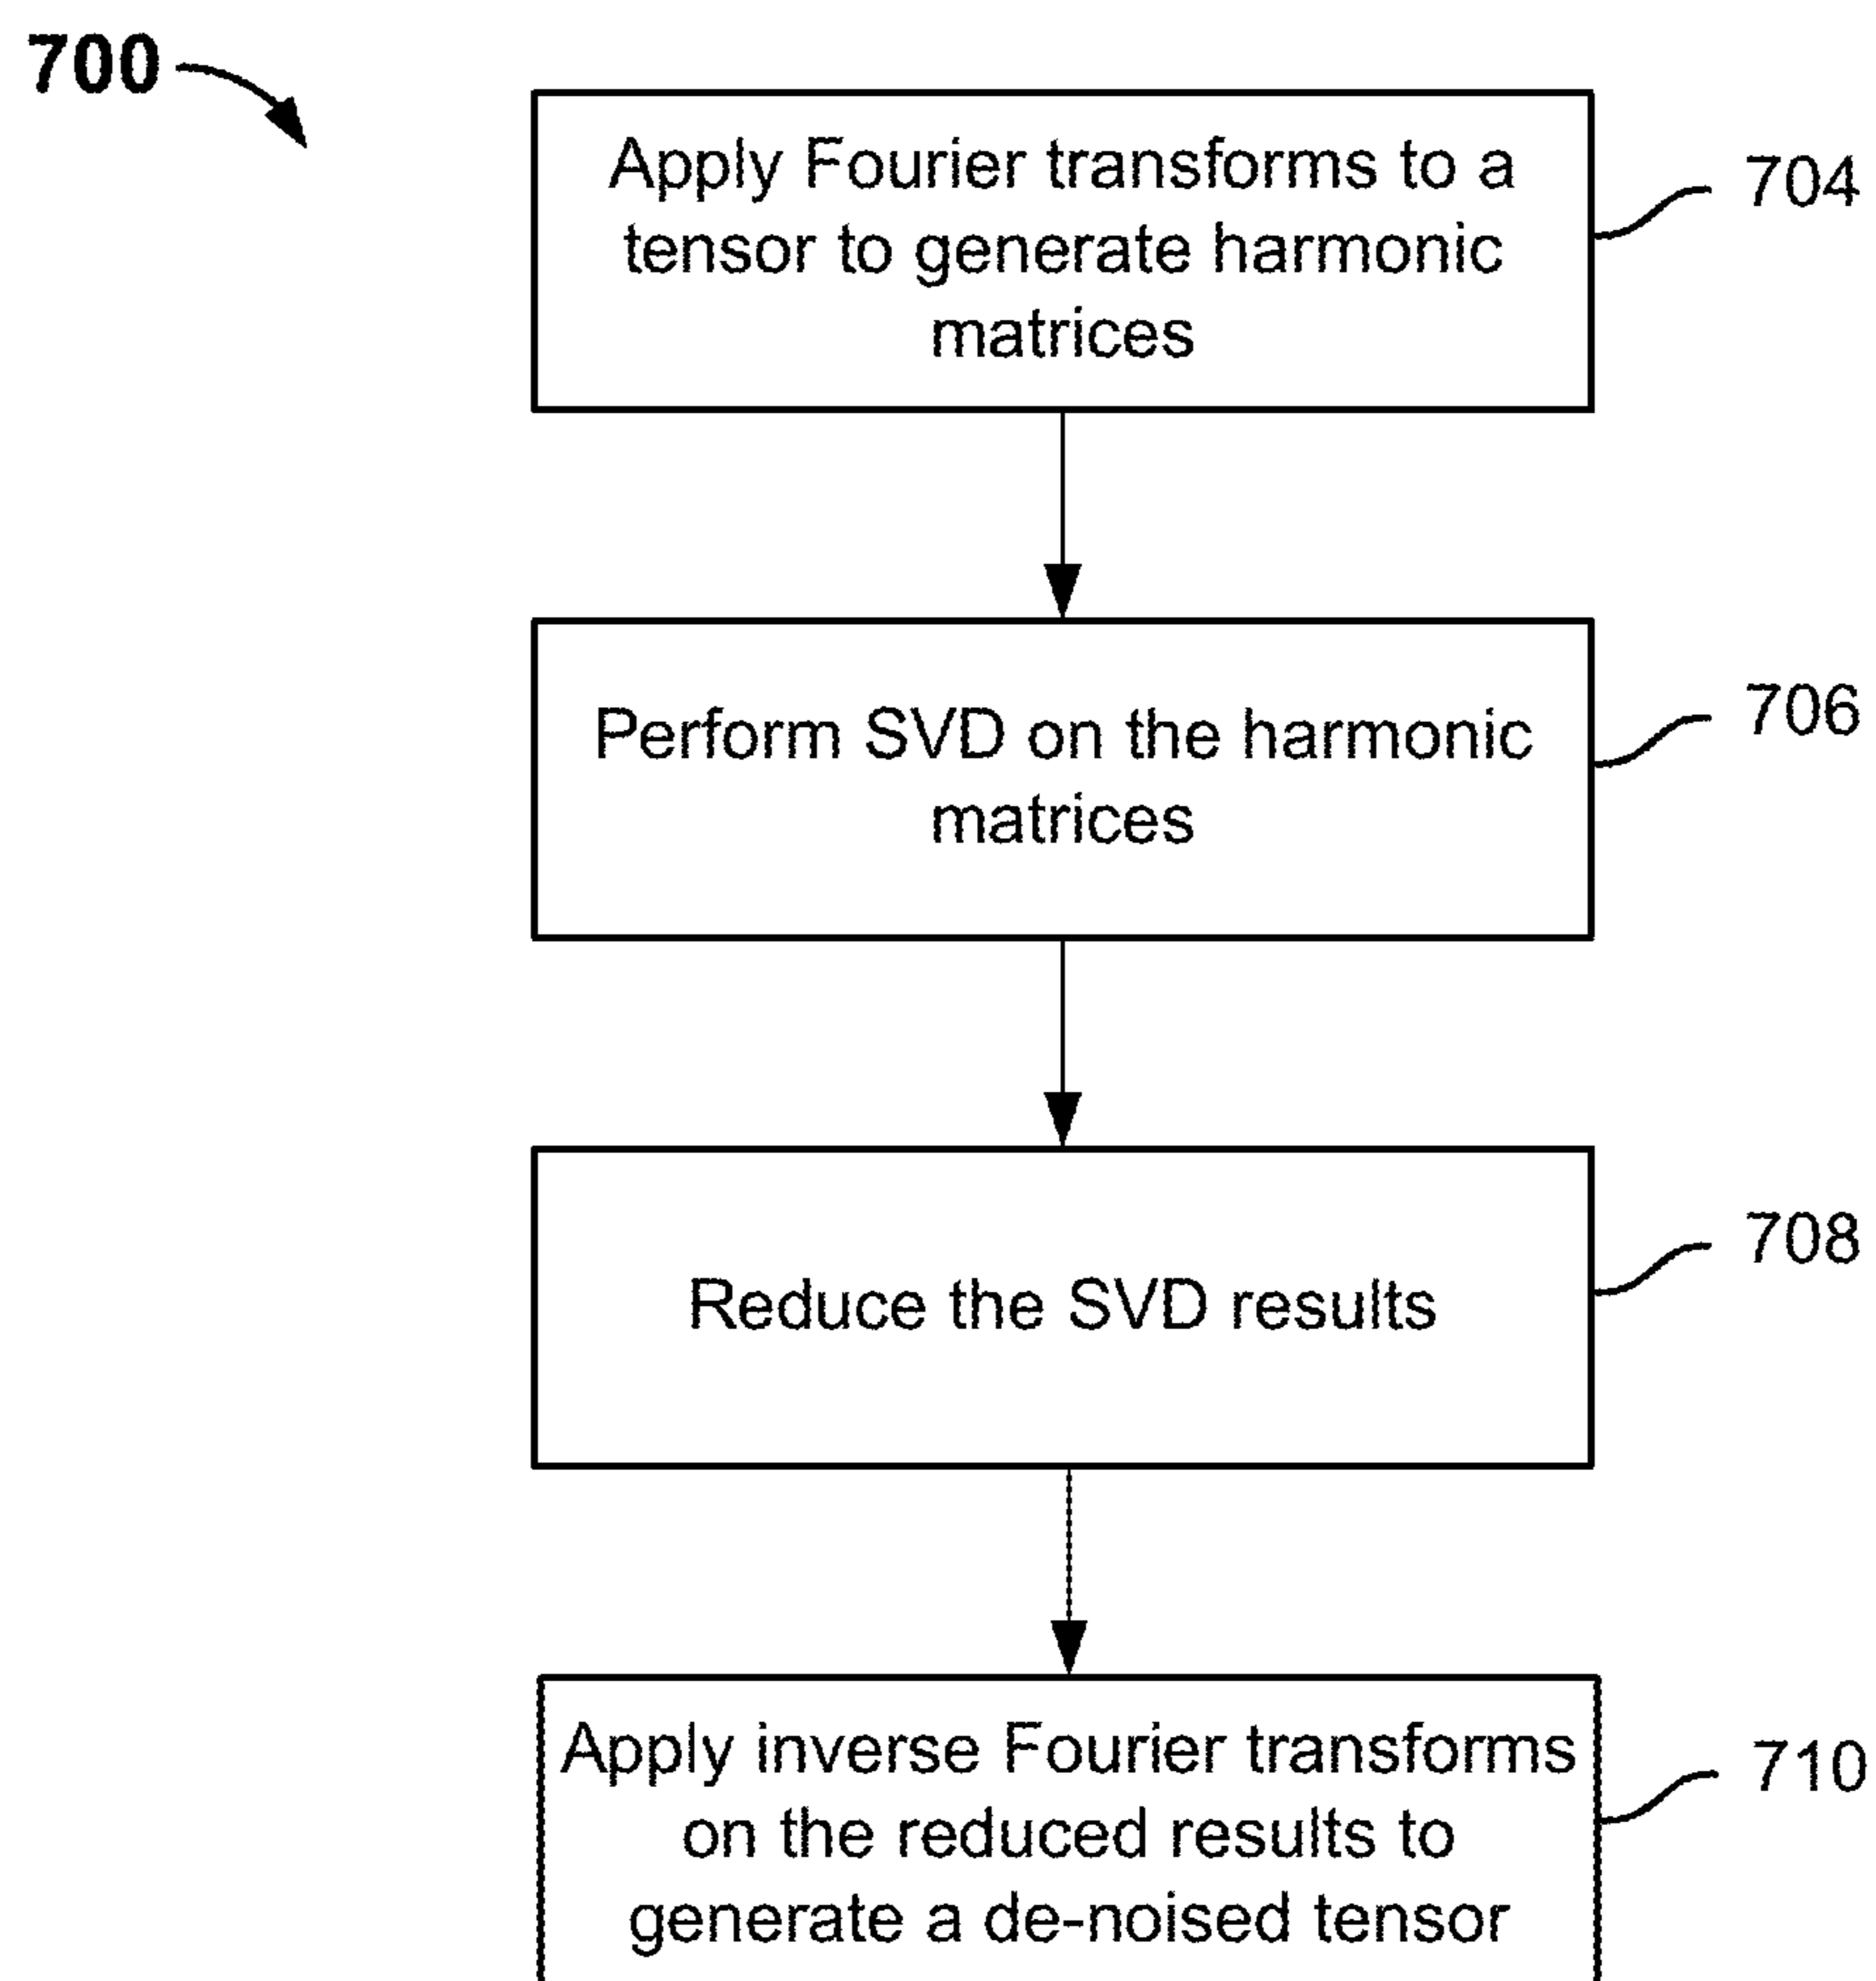 700
Apply Fourier transforms to a
tensor to generate harmonic
matrices
704
Perform SVD on the harmonic
matrices
706
Reduce the SVD results
708
Apply inverse Fourier transforms
on the reduced results to
generate a de-noised tensor
710